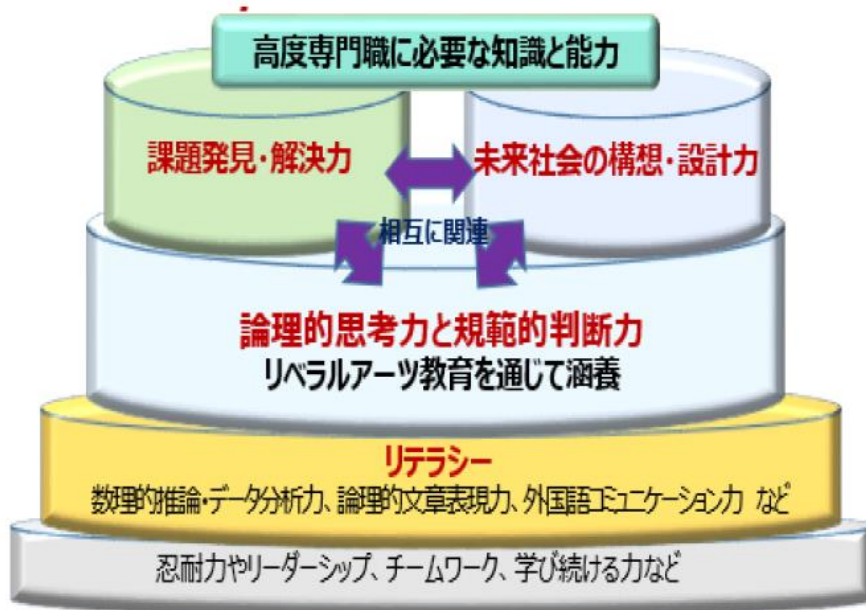 高度専門職に必要な知識と能力
課題発見・解決力
未来社会の構想・設計力
相互に関連
論理的思考力と規範的判断力
リベラルアーツ教育を通じて涵養
リテラシー
数理的推論・データ分析力、論理的文章表現力、外国語コミュニケーション力 など
忍耐力やリーダーシップ、チームワーク、学び続ける力など